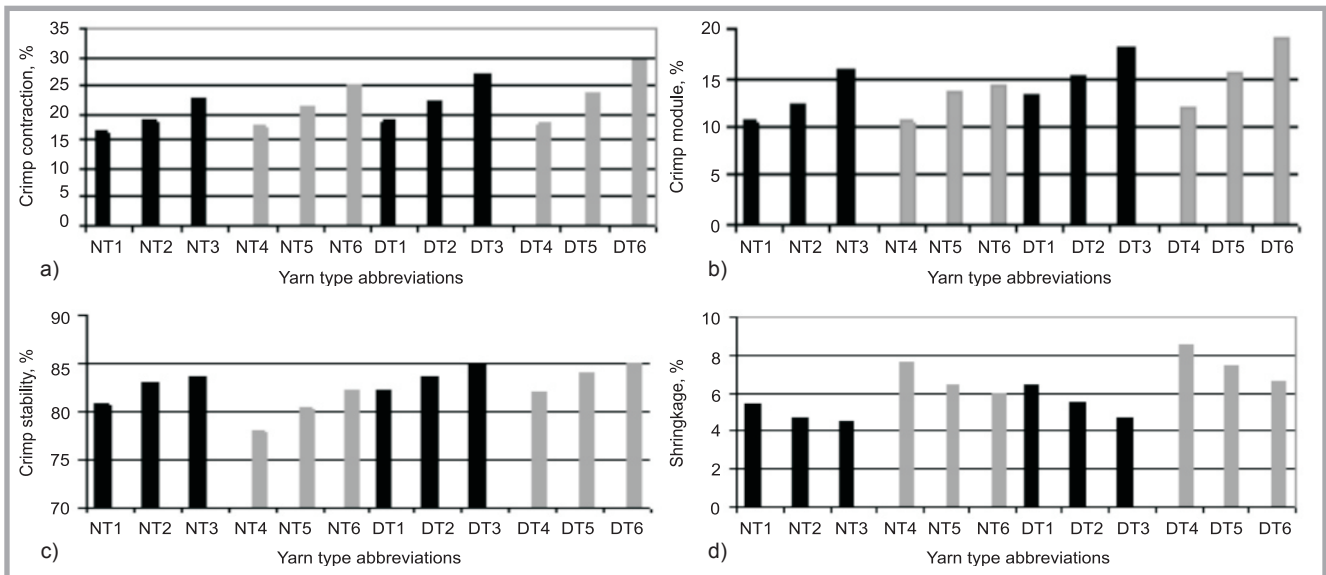 35
30
25
20
15
10
5
0
Crimp contraction, %
NT1 NT2 NT3 NT4 NT5 NT6 DT1 DT2 DT3 DT4 DT5 DT6
a)
Yarn type abbreviations
20
15
10
5
0
Crimp module, %
NT1 NT2 NT3 NT4 NT5 NT6 DT1 DT2 DT3 DT4 DT5 DT6
b)
Yarn type abbreviations
90
85
80
75
70
Crimp stability, %
NT1 NT2 NT3 NT4 NT5 NT6 DT1 DT2 DT3 DT4 DT5 DT6
c)
Yarn type abbreviations
10
8
6
4
2
0
Shringkage, %
NT1 NT2 NT3 NT4 NT5 NT6 DT1 DT2 DT3 DT4 DT5 DT6
d)
Yarn type abbreviations